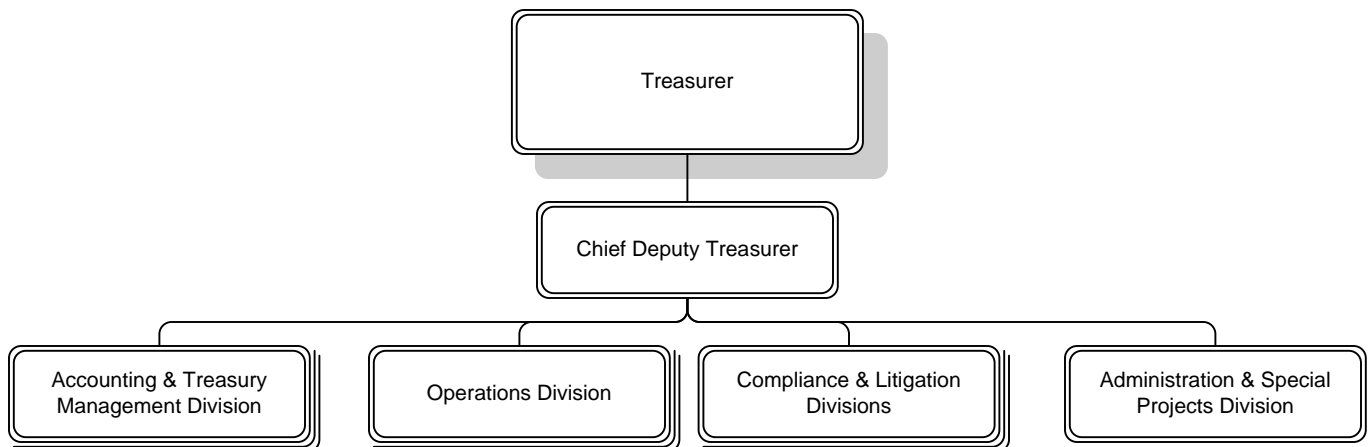 Treasurer
Chief Deputy Treasurer
Accounting & Treasury
Management Division
Operations Division
Compliance & Litigation
Divisions
Administration & Special
Projects Division